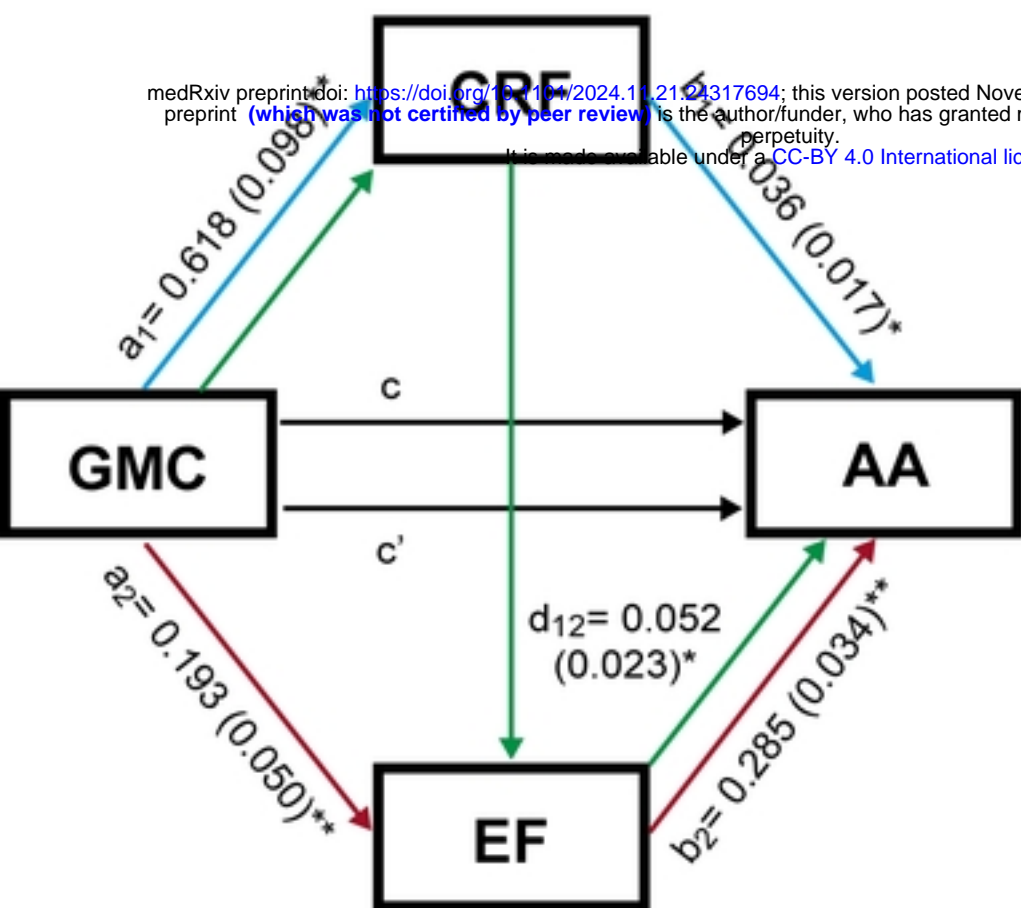 CRF
medRxiv preprint doi: https://doi.org/10.1101/2024.11.21.24317694; this version posted Nove
preprint (which was not certified by peer review) is the author/funder, who has granted
perpetuity.
It is made available under a CC-BY 4.0 International lic
a1= 0.618 (0.098)**
b1= 0.036 (0.017)*
c
GMC
AA
c'
a2= 0.193 (0.050)**
d12= 0.052
(0.023)*
b2= 0.285 (0.034)**
EF